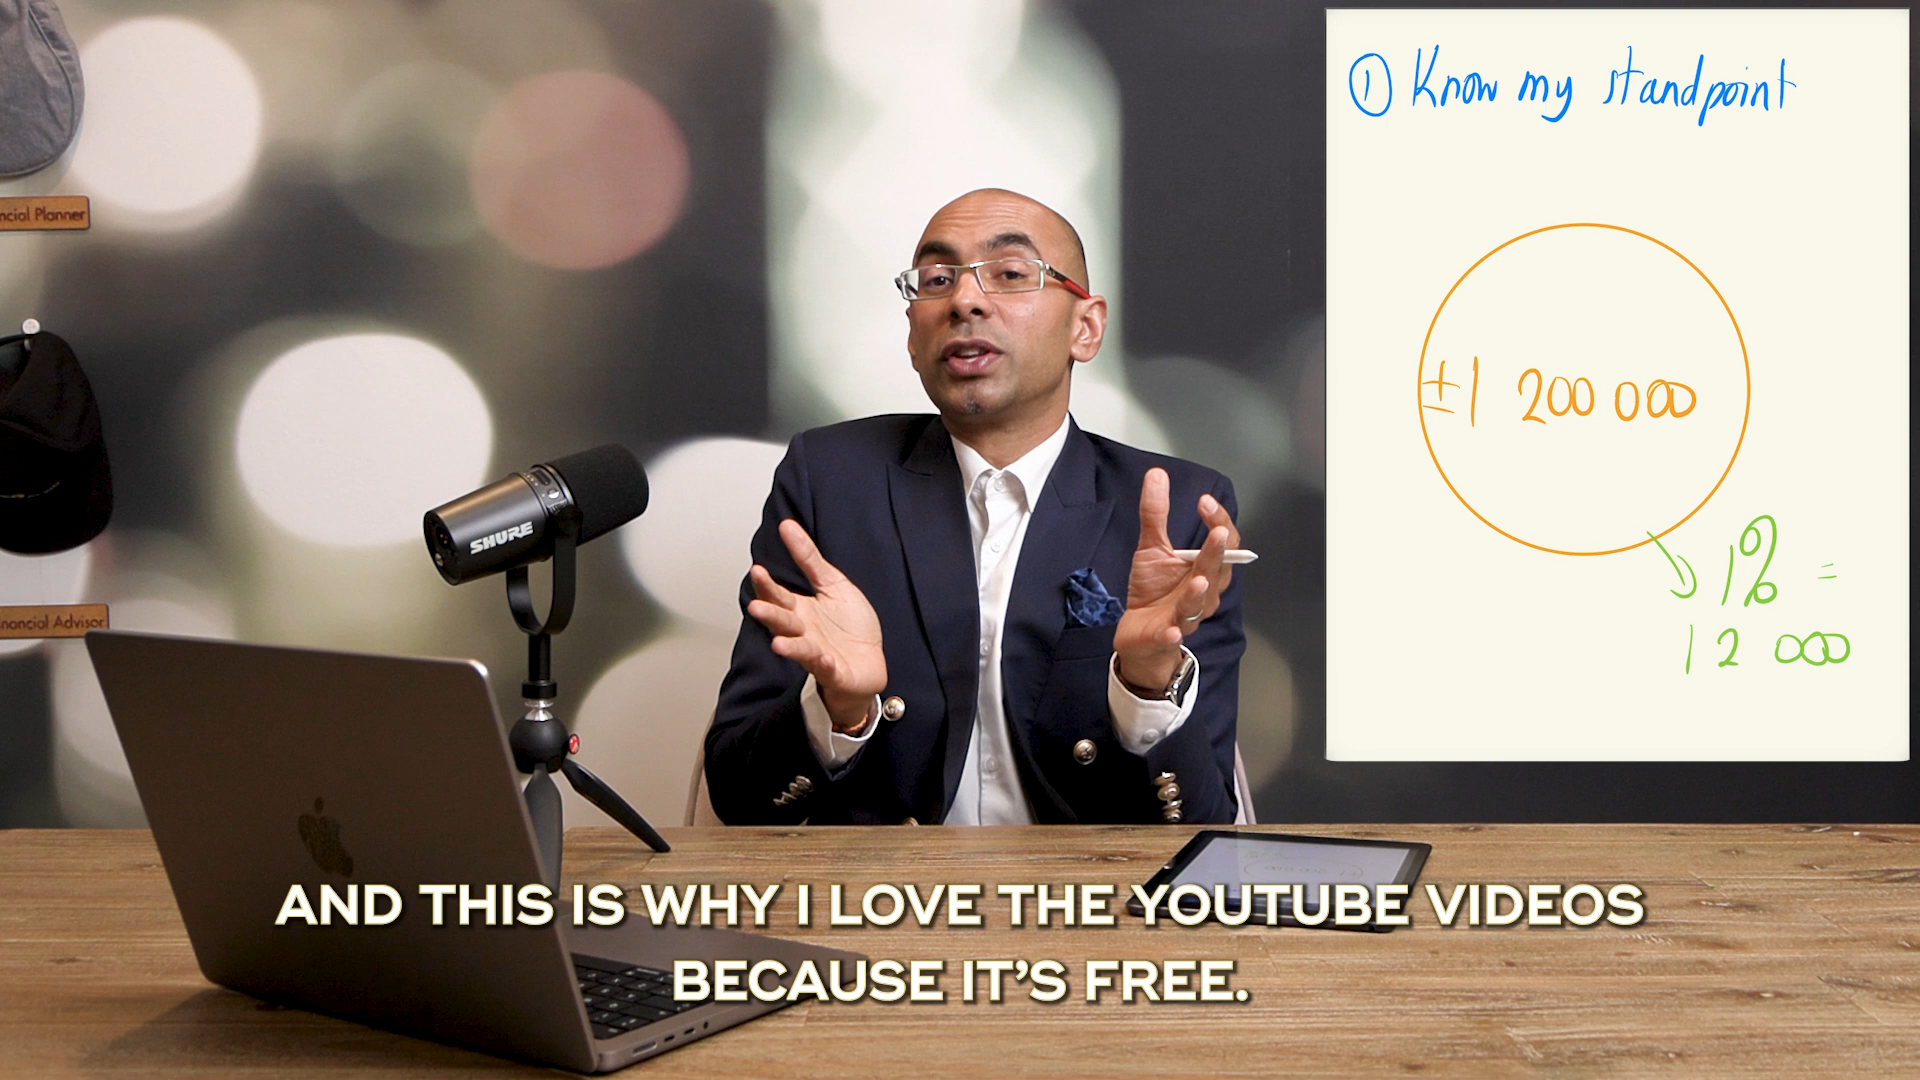 ① Know my standpoint
ncial Planner
±1 200 000
SHURE
1% =
12 000
nancial Advisor
AND THIS IS WHY I LOVE THE YOUTUBE VIDEOS
BECAUSE IT'S FREE.